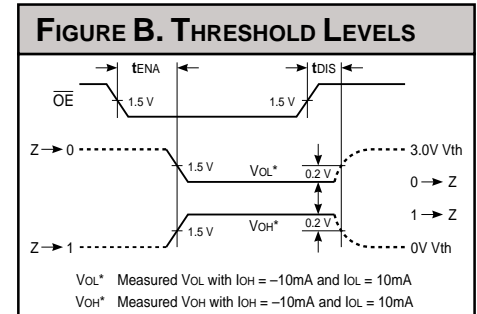 FIGURE B. THRESHOLD LEVELS
tENA tDIS
OE 1.5 V 1.5 V
Z → 0 3.0V Vth
1.5 V VOL* 0.2 V
0 → Z
1 → Z
1.5 V VOH* 0.2 V
Z → 1 0V Vth
VOL* Measured VOL with IOH = –10mA and IOL = 10mA
VOH* Measured VOH with IOH = –10mA and IOL = 10mA